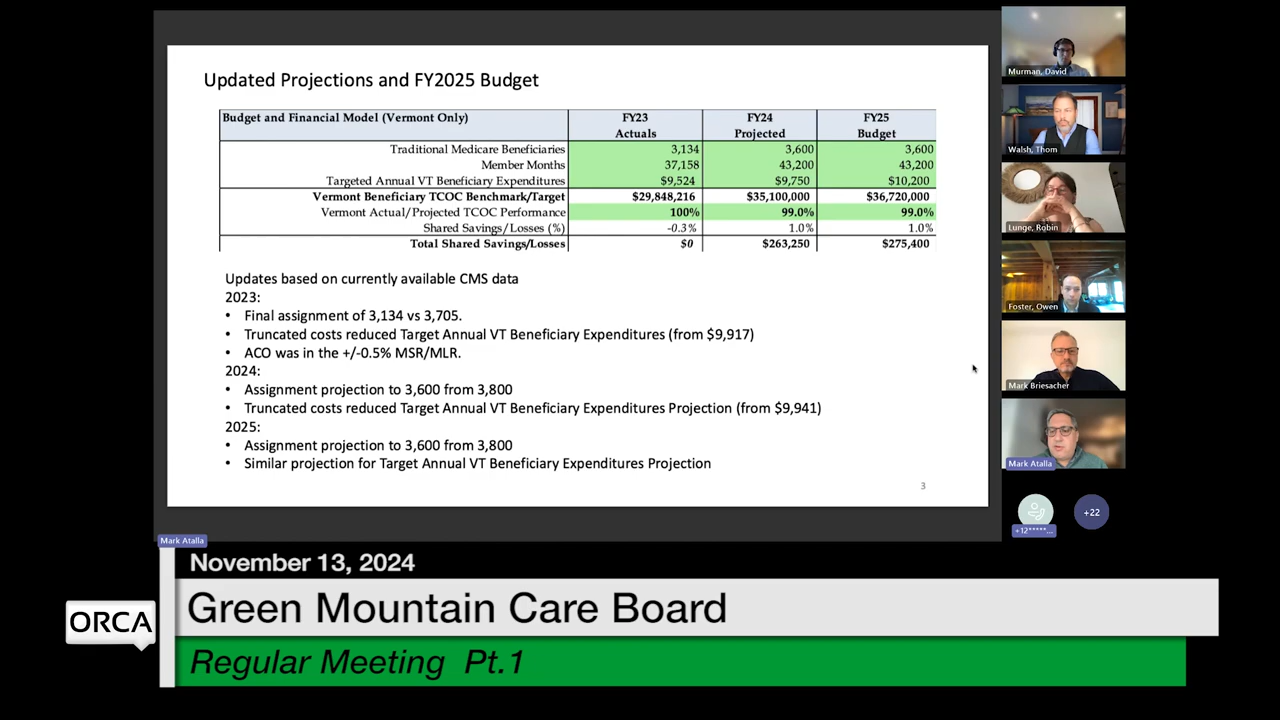 Updated Projections and FY2025 Budget
Budget and Financial Model (Vermont Only) FY23 Actuals FY24 Projected FY25 Budget
Traditional Medicare Beneficiaries 3,134 3,600 3,600
Member Months 37,158 43,200 43,200
Targeted Annual VT Beneficiary Expenditures $9,524 $9,750 $10,200
Vermont Beneficiary TCOC Benchmark/Target $29,848,216 $35,100,000 $36,720,000
Vermont Actual/Projected TCOC Performance 100% 99.0% 99.0%
Shared Savings/Losses (%) -0.3% 1.0% 1.0%
Total Shared Savings/Losses $0 $263,250 $275,400
Updates based on currently available CMS data
2023:
• Final assignment of 3,134 vs 3,705.
• Truncated costs reduced Target Annual VT Beneficiary Expenditures (from $9,917)
• ACO was in the +/-0.5% MSR/MLR.
2024:
• Assignment projection to 3,600 from 3,800
• Truncated costs reduced Target Annual VT Beneficiary Expenditures Projection (from $9,941)
2025:
• Assignment projection to 3,600 from 3,800
• Similar projection for Target Annual VT Beneficiary Expenditures Projection
3
Murman, David
Walsh, Thom
Lunge, Robin
Foster, Owen
Mark Briesacher
Mark Atalla
+12*****...
+22
Mark Atalla
November 13, 2024
ORCA
Green Mountain Care Board
Regular Meeting Pt.1